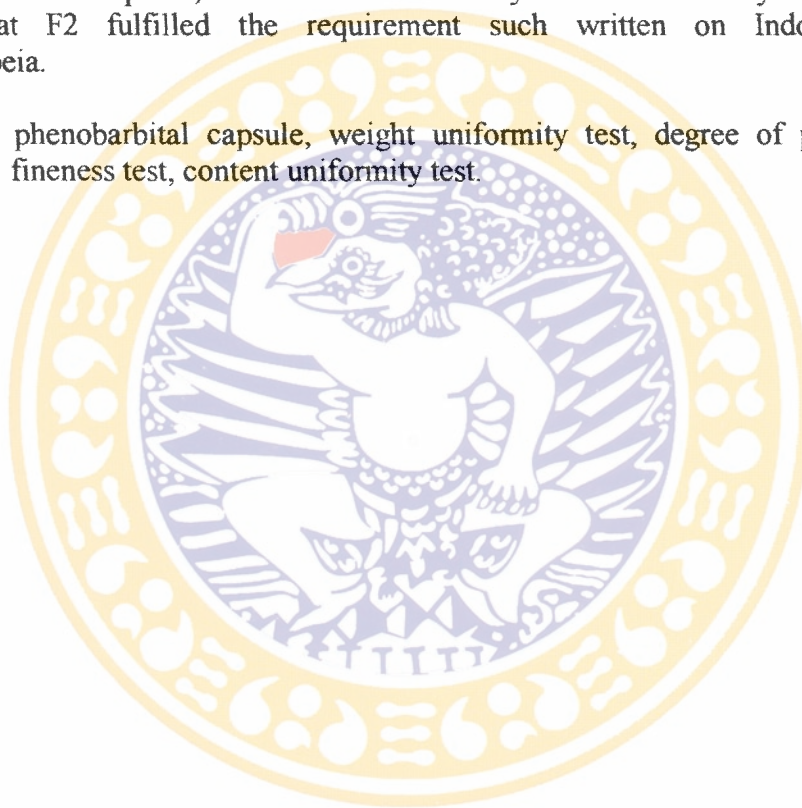 at F2 fulfilled the requirement such written on Indo
peia.
phenobarbital capsule, weight uniformity test, degree of
fineness test, content uniformity test.